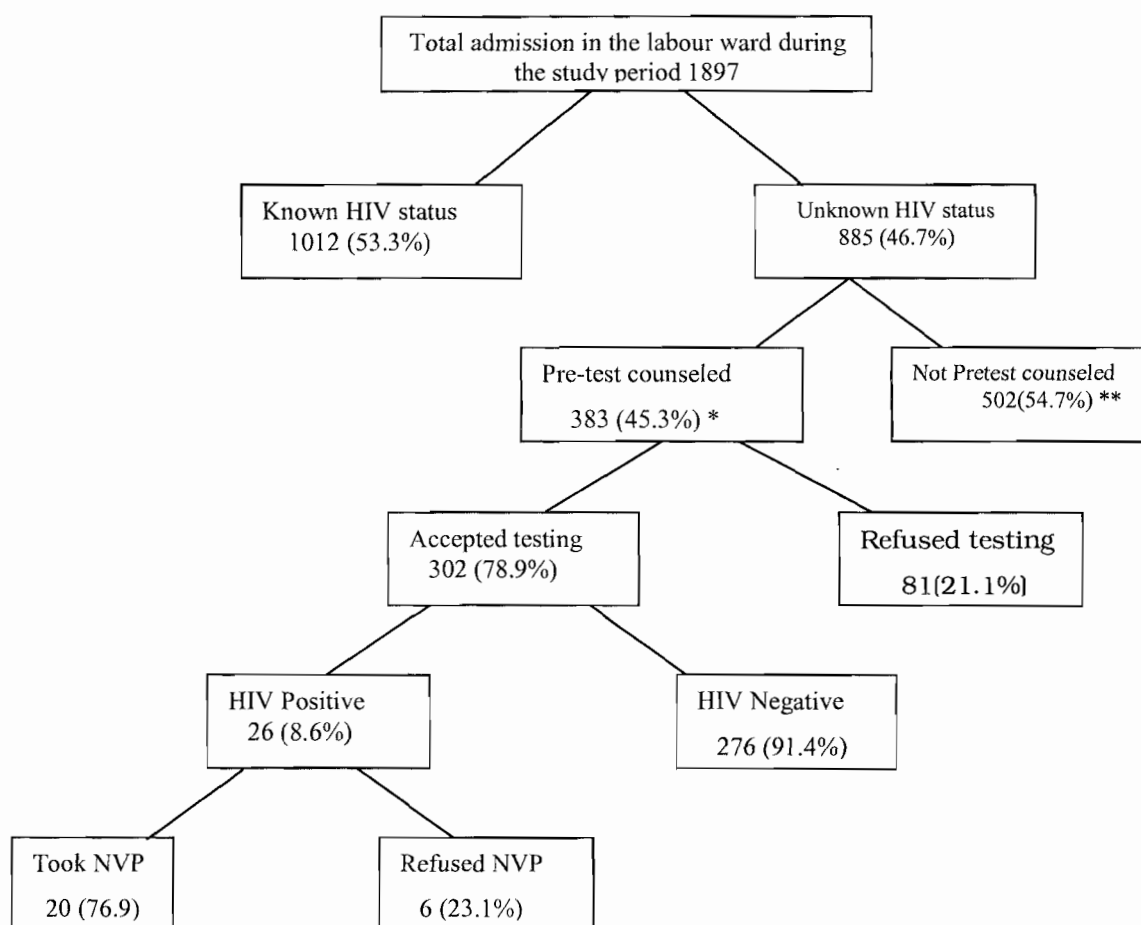 Total admission in the labour ward during
the study period 1897
Known HIV status
1012 (53.3%)
Unknown HIV status
885 (46.7%)
Pre-test counseled
383 (45.3%) *
Not Pretest counseled
502(54.7%) **
Accepted testing
302 (78.9%)
Refused testing
81(21.1%)
HIV Positive
26 (8.6%)
HIV Negative
276 (91.4%)
Took NVP
20 (76.9)
Refused NVP
6 (23.1%)